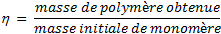 η = masse de polymère obtenue
masse initiale de monomère